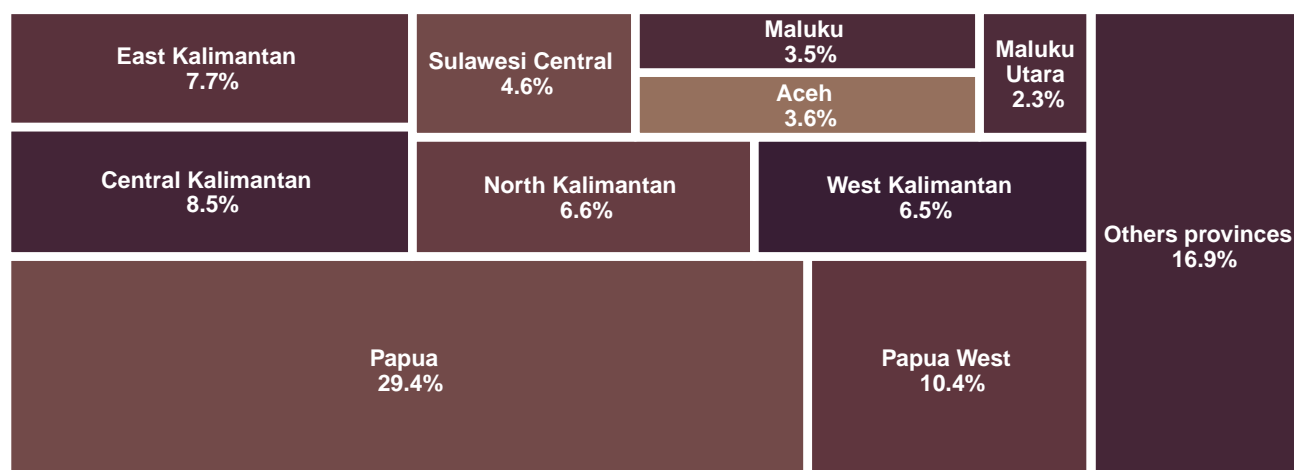 East Kalimantan
7.7%
Sulawesi Central
4.6%
Maluku
3.5%
Aceh
3.6%
Maluku
Utara
2.3%
Central Kalimantan
8.5%
North Kalimantan
6.6%
West Kalimantan
6.5%
Others provinces
16.9%
Papua
29.4%
Papua West
10.4%